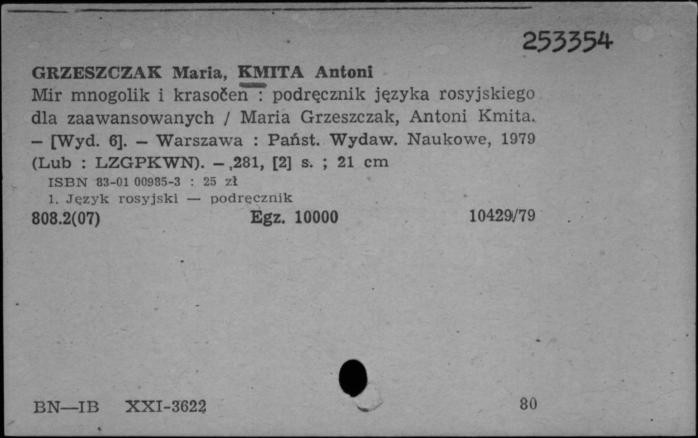 253354
GRZESZCZAK Maria, KMITA Antoni
Mir mnogolik i krasočen : podręcznik języka rosyjskiego
dla zaawansowanych / Maria Grzeszczak, Antoni Kmita.
— [Wyd. 6]. — Warszawa : Państ. Wydaw. Naukowe, 1979
(Lub : LZGPKWN). — 281, [2] s. ; 21 cm
ISBN 83-01 00985-3 : 25 zł
1. Język rosyjski — podręcznik
808.2(07) Egz. 10000 10429/79
BN—IB XXI-3622 80